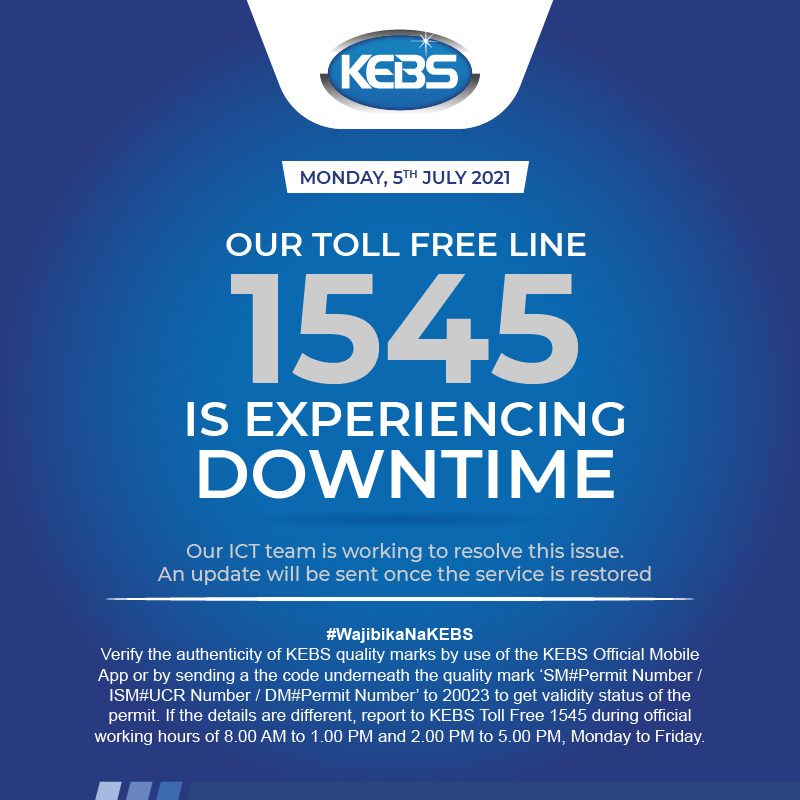 KEBS
MONDAY, 5TH JULY 2021
OUR TOLL FREE LINE
1545
IS EXPERIENCING
DOWNTIME
Our ICT team is working to resolve this issue.
An update will be sent once the service is restored
#WajibikaNaKEBS
Verify the authenticity of KEBS quality marks by use of the KEBS Official Mobile
App or by sending a the code underneath the quality mark ‘SM#Permit Number /
ISM#UCR Number / DM#Permit Number’ to 20023 to get validity status of the
permit. If the details are different, report to KEBS Toll Free 1545 during official
working hours of 8.00 AM to 1.00 PM and 2.00 PM to 5.00 PM, Monday to Friday.